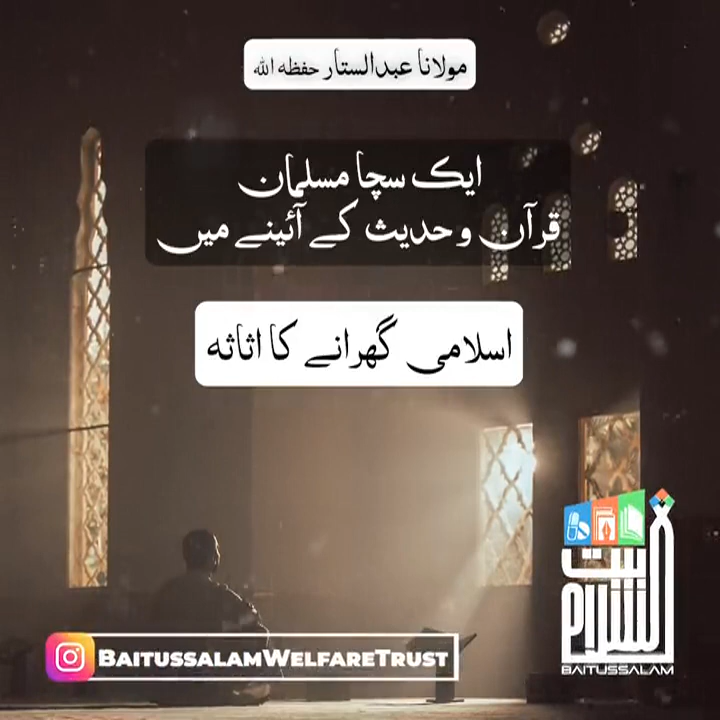 مولانا عبدالستار حفظہ اللہ
ایک سچا مسلمان
قرآن و حدیث کے آئینے میں
اسلامی گھرانے کا اثاثہ
بیت السلام
BAITUSSALAM
BAITUSSALAMWELFARETRUST